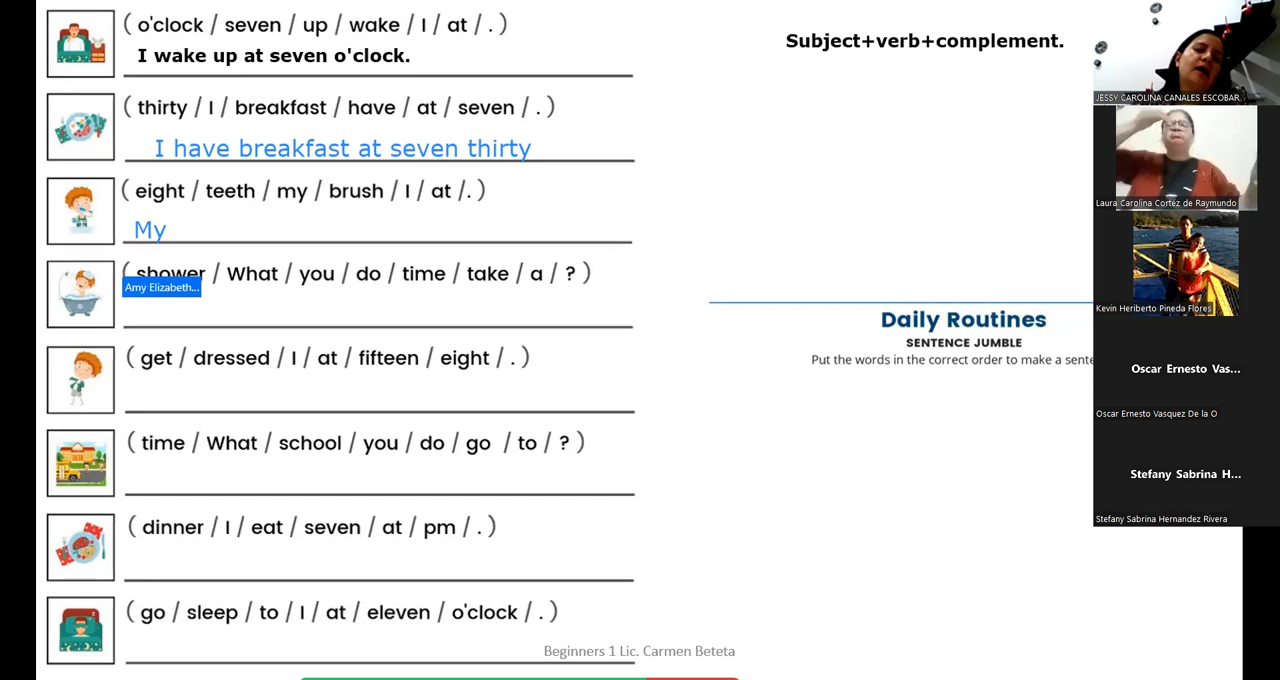 ( o'clock / seven / up / wake / I / at / . )
I wake up at seven o'clock.
( thirty / I / breakfast / have / at / seven / . )
I have breakfast at seven thirty
( eight / teeth / my / brush / I / at /. )
My
( shower / What / you / do / time / take / a / ? )
Amy Elizabeth...
( get / dressed / I / at / fifteen / eight / . )
( time / What / school / you / do / go / to / ? )
( dinner / I / eat / seven / at / pm / . )
( go / sleep / to / I / at / eleven / o'clock / . )
Beginners 1 Lic. Carmen Beteta
Subject+verb+complement.
Daily Routines
SENTENCE JUMBLE
Put the words in the correct order to make a sente
JESSY CAROLINA CANALES ESCOBAR
Laura Carolina Cortéz de Raymundo
Kevin Heriberto Pineda Flores
Oscar Ernesto Vas...
Oscar Ernesto Vasquez De la O
Stefany Sabrina H...
Stefany Sabrina Hernandez Rivera